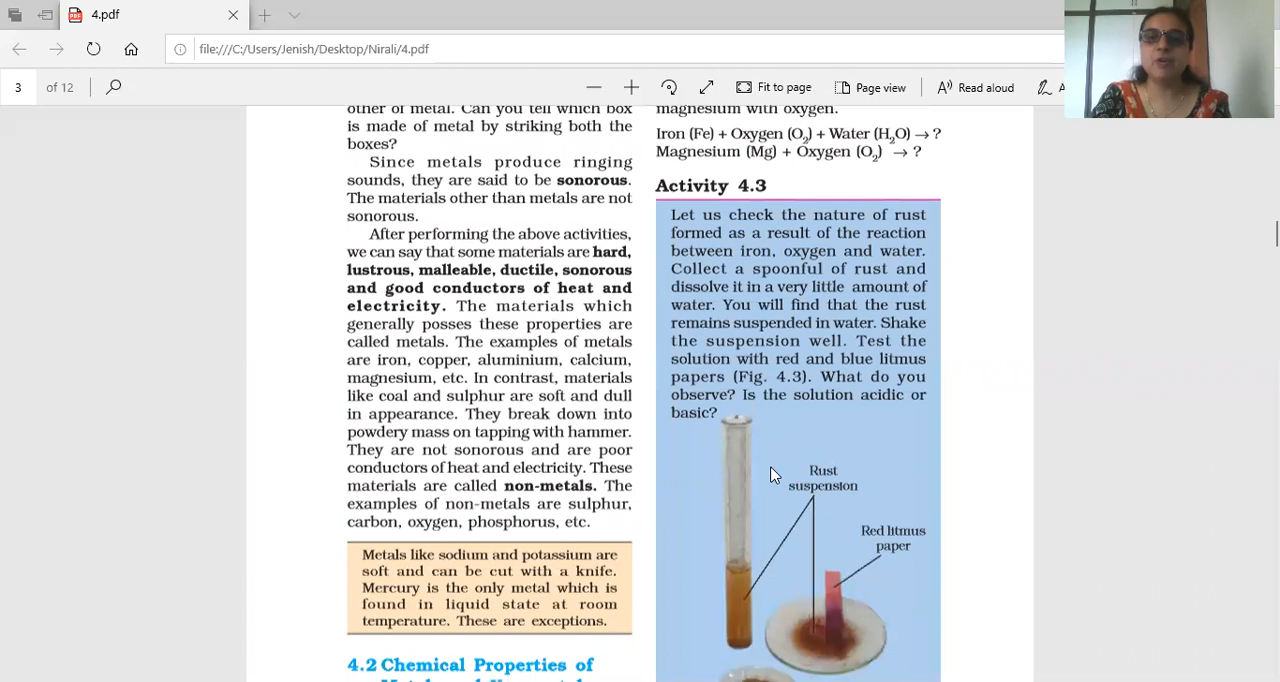 4.pdf
file:///C:/Users/Jenish/Desktop/Nirali/4.pdf
3 of 12
Fit to page
Page view
Read aloud
other of metal. Can you tell which box
is made of metal by striking both the
boxes?
Since metals produce ringing
sounds, they are said to be sonorous.
The materials other than metals are not
sonorous.
After performing the above activities,
we can say that some materials are hard,
lustrous, malleable, ductile, sonorous
and good conductors of heat and
electricity. The materials which
generally posses these properties are
called metals. The examples of metals
are iron, copper, aluminium, calcium,
magnesium, etc. In contrast, materials
like coal and sulphur are soft and dull
in appearance. They break down into
powdery mass on tapping with hammer.
They are not sonorous and are poor
conductors of heat and electricity. These
materials are called non-metals. The
examples of non-metals are sulphur,
carbon, oxygen, phosphorus, etc.
Metals like sodium and potassium are
soft and can be cut with a knife.
Mercury is the only metal which is
found in liquid state at room
temperature. These are exceptions.
4.2 Chemical Properties of
magnesium with oxygen.
Iron (Fe) + Oxygen (O₂) + Water (H₂O) → ?
Magnesium (Mg) + Oxygen (O₂) → ?
Activity 4.3
Let us check the nature of rust
formed as a result of the reaction
between iron, oxygen and water.
Collect a spoonful of rust and
dissolve it in a very little amount of
water. You will find that the rust
remains suspended in water. Shake
the suspension well. Test the
solution with red and blue litmus
papers (Fig. 4.3). What do you
observe? Is the solution acidic or
basic?
Rust
suspension
Red litmus
paper